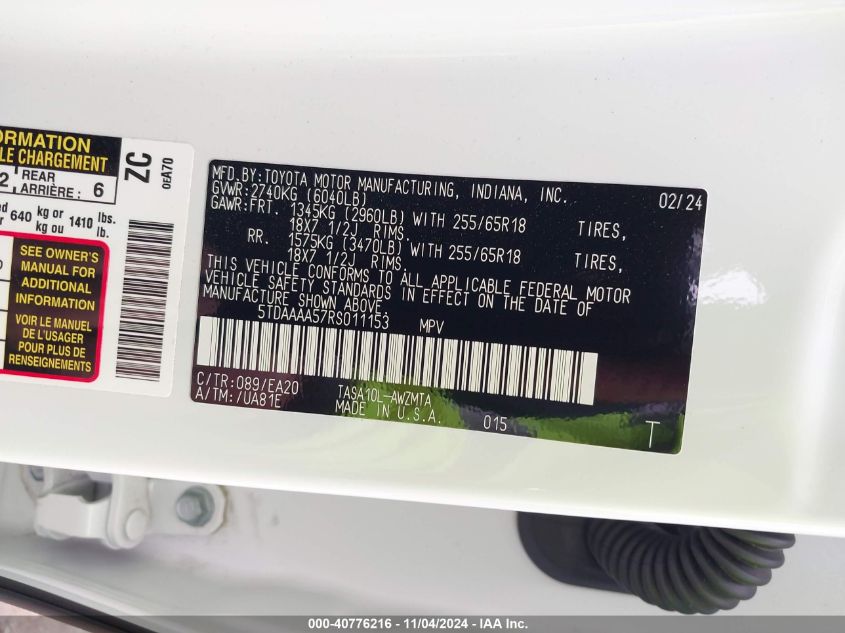 ORMATION
LE CHARGEMENT
2 REAR ARRIÈRE: 6
640 kg or kg ou 1410 lbs. lb.
SEE OWNER'S
MANUAL FOR
ADDITIONAL
INFORMATION
VOIR LE MANUEL
DE L'USAGER
POUR PLUS DE
RENSEIGNEMENTS
ZC
0EA70
MFD.BY:TOYOTA MOTOR MANUFACTURING, INDIANA, INC. 02/24
GVWR:2740KG (6040LB)
GAWR:FRT. 1345KG (2960LB) WITH 255/65R18 TIRES,
18X7 1/2J RIMS.
RR. 1575KG (3470LB) WITH 255/65R18 TIRES,
18X7 1/2J RIMS.
THIS VEHICLE CONFORMS TO ALL APPLICABLE FEDERAL MOTOR
VEHICLE SAFETY STANDARDS IN EFFECT ON THE DATE OF
MANUFACTURE SHOWN ABOVE.
5TDAAAA57RS011153 MPV
C/TR:089/EA20 TASA10L-AWZMTA
A/TM:/UA81E MADE IN U.S.A. 015 T
000-40776216 - 11/04/2024 - IAA Inc.